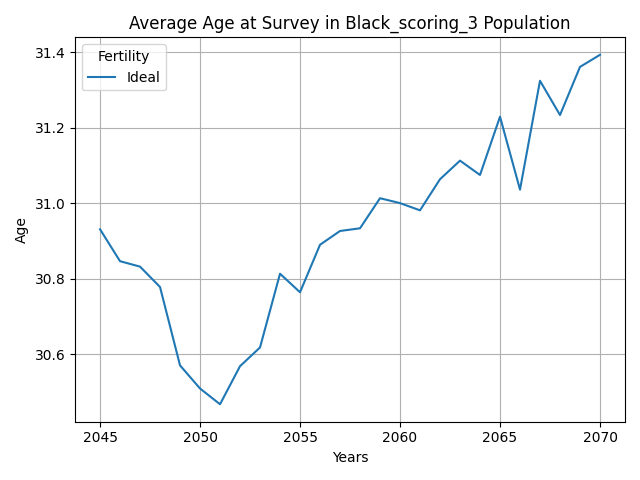 Average Age at Survey in Black_scoring_3 Population
Fertility
Ideal
31.4
31.2
31.0
30.8
30.6
Age
2045 2050 2055 2060 2065 2070
Years